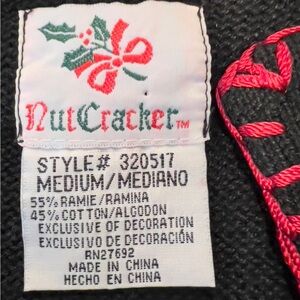 NutCracker™
STYLE# 320517
MEDIUM/MEDIANO
55% RAMIE/RAMINA
45% COTTON/ALGODON
EXCLUSIVE OF DECORATION
EXCLUSIVO DE DECORACIÓN
RN27692
MADE IN CHINA
HECHO EN CHINA